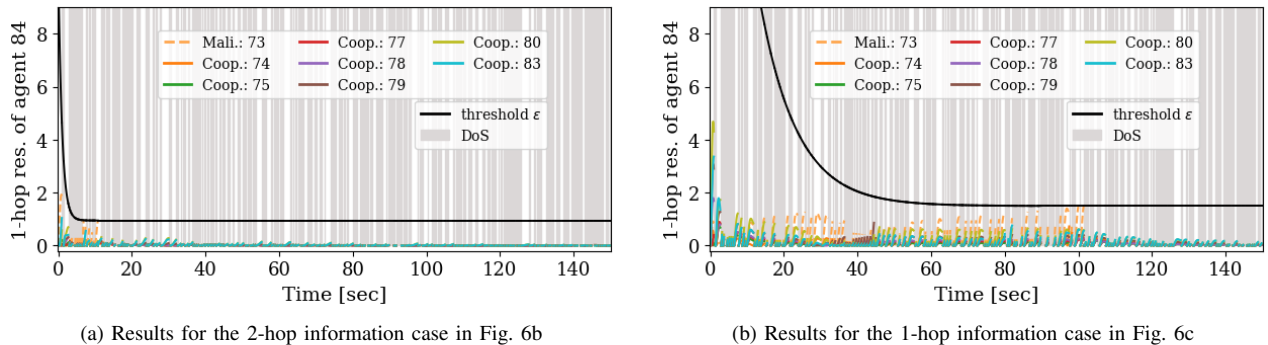 1-hop res. of agent 84
8
6
4
2
0
Mali.: 73
Coop.: 74
Coop.: 75
Coop.: 77
Coop.: 78
Coop.: 79
Coop.: 80
Coop.: 83
threshold ε
DoS
0 20 40 60 80 100 120 140
Time [sec]
(a) Results for the 2-hop information case in Fig. 6b
1-hop res. of agent 84
8
6
4
2
0
Mali.: 73
Coop.: 74
Coop.: 75
Coop.: 77
Coop.: 78
Coop.: 79
Coop.: 80
Coop.: 83
threshold ε
DoS
0 20 40 60 80 100 120 140
Time [sec]
(b) Results for the 1-hop information case in Fig. 6c